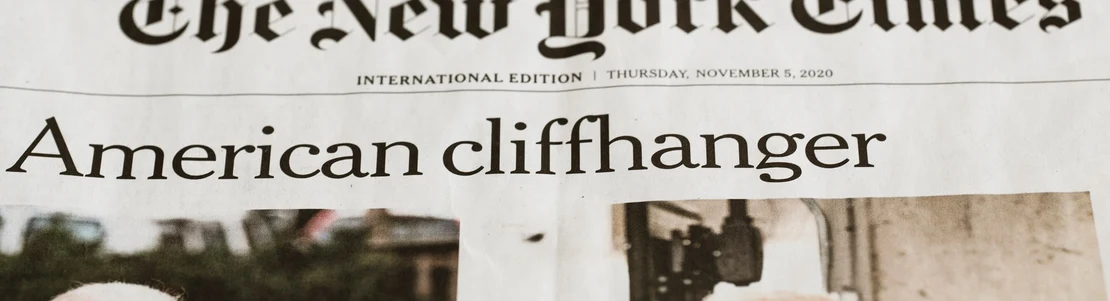 The New York Times
INTERNATIONAL EDITION | THURSDAY, NOVEMBER 5, 2020
American cliffhanger